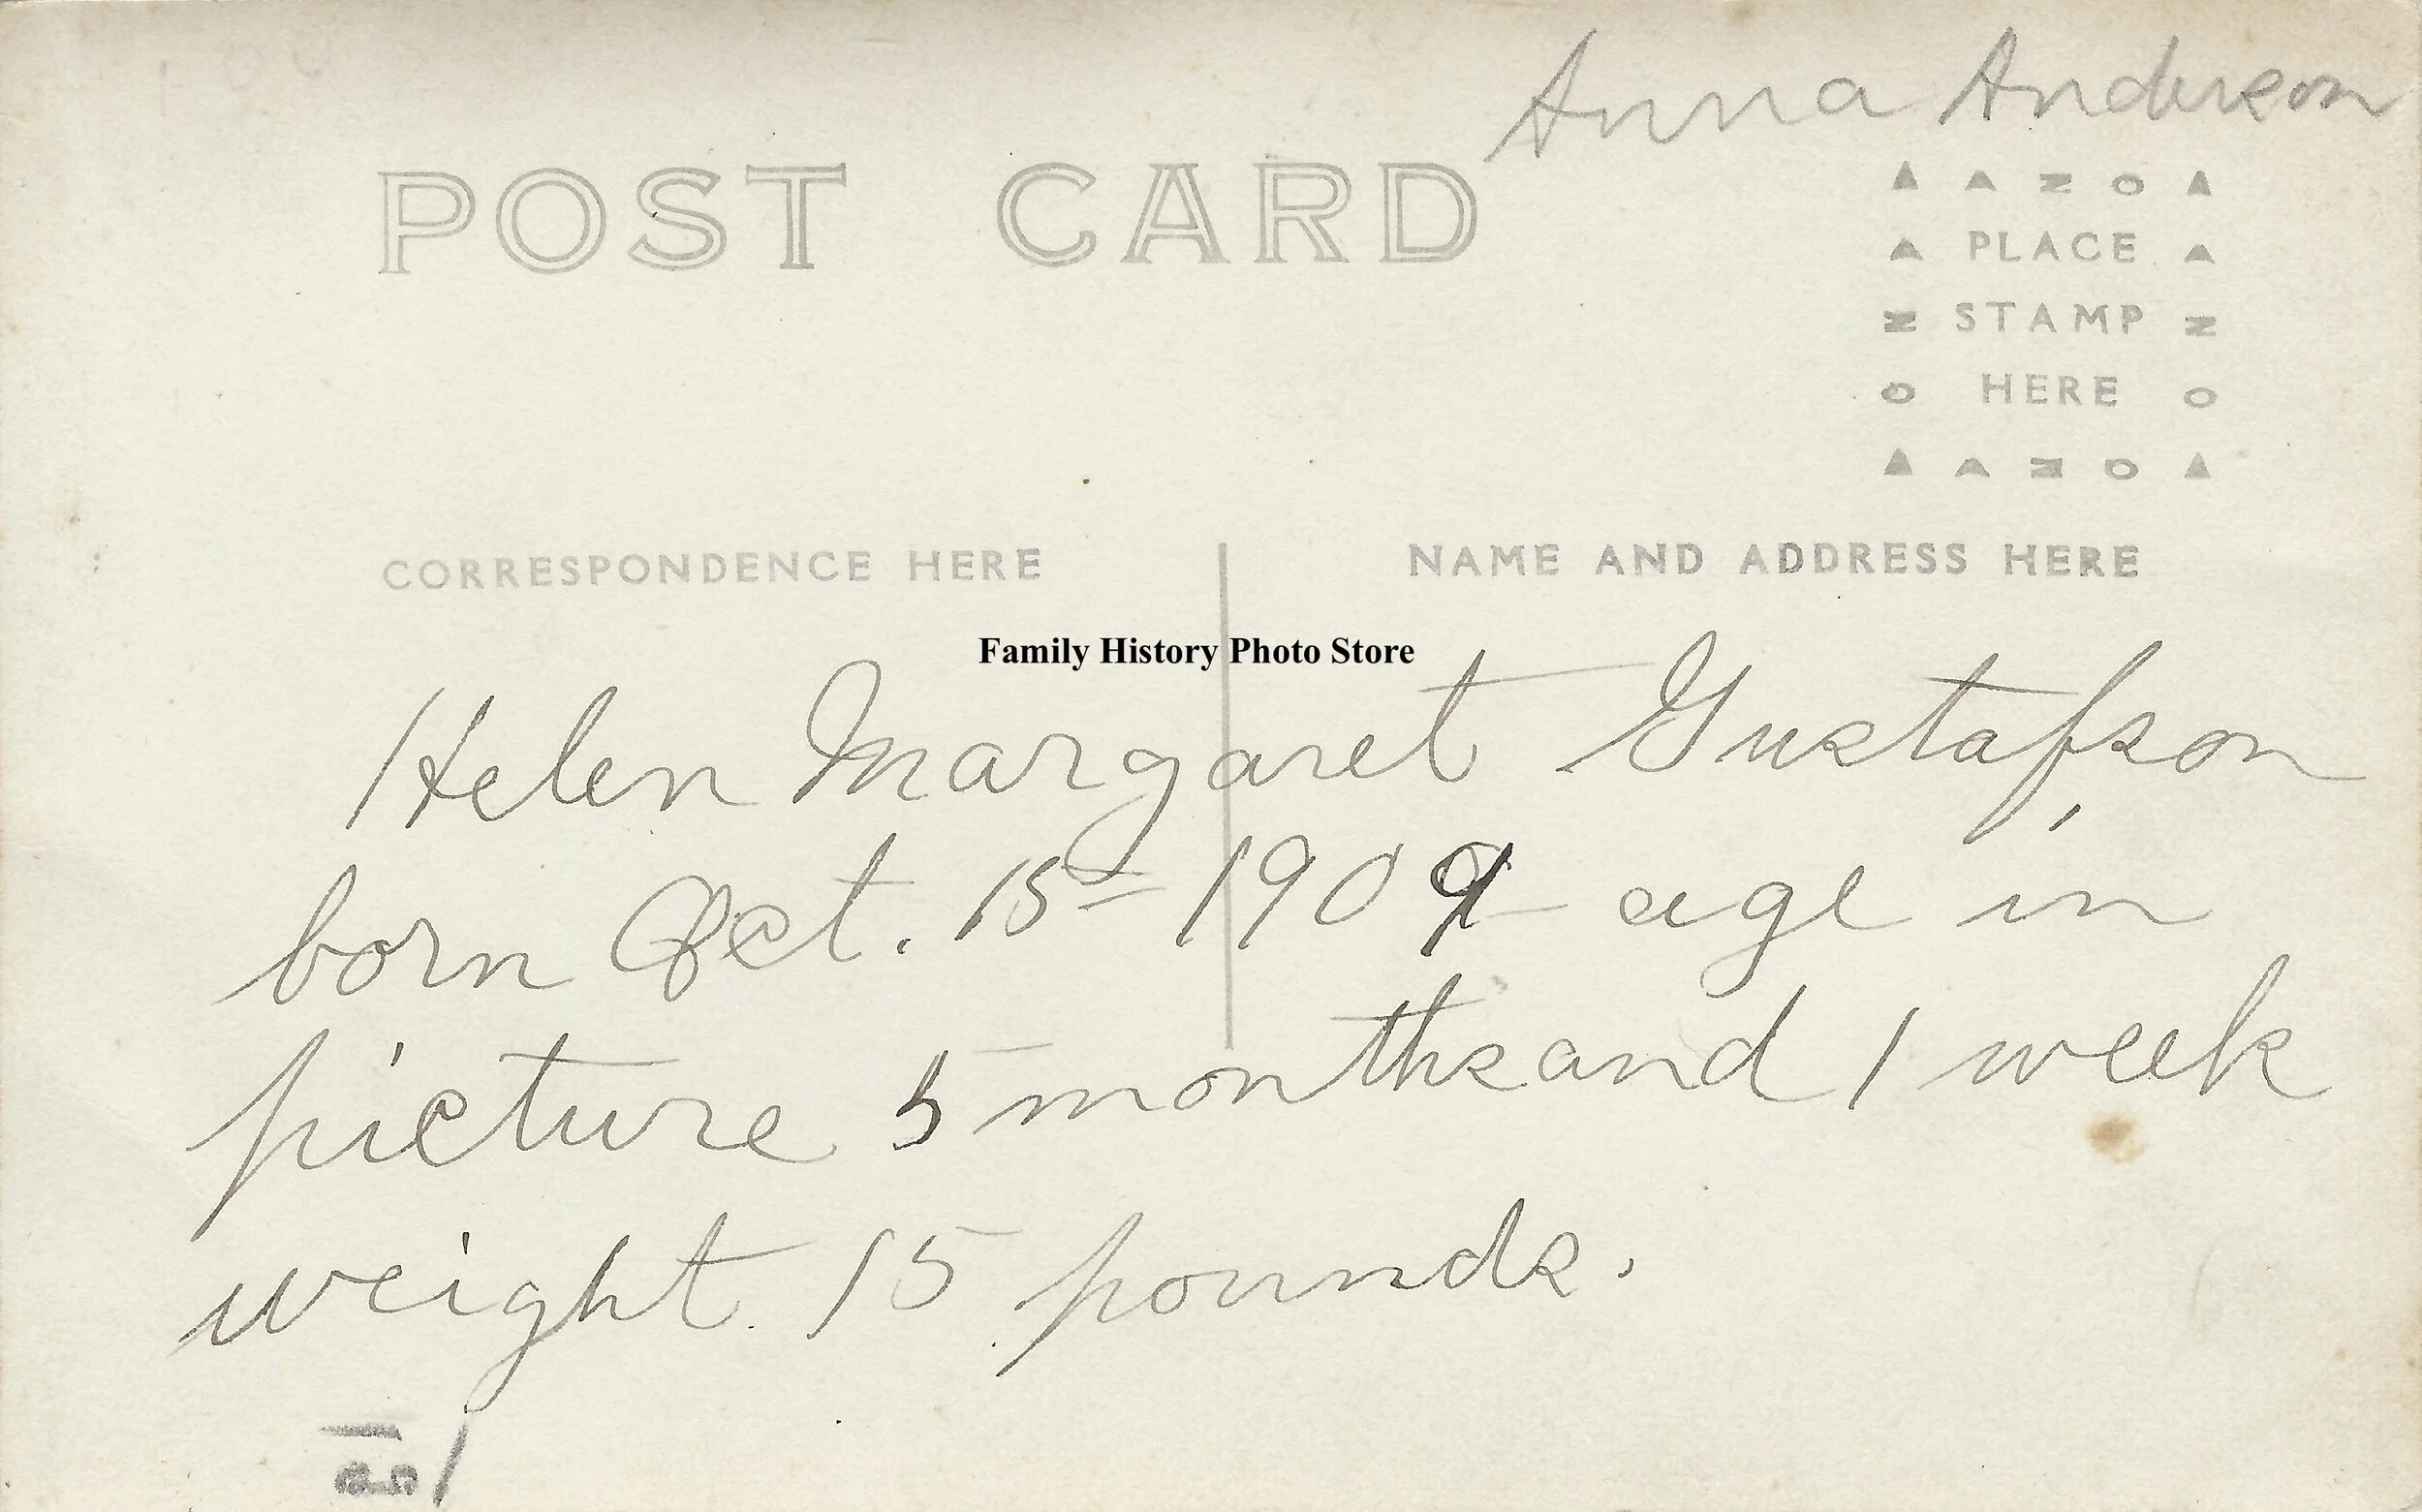 Anna Anderson
POST CARD
▲ A Z O ▲
A PLACE A
Z STAMP Z
O HERE O
▲ A Z O ▲
CORRESPONDENCE HERE
NAME AND ADDRESS HERE
Family History Photo Store
Helen Margaret Gustafson,
born Oct. 15= 1909 age in
picture 5 months and 1 week
weight 15 pounds.